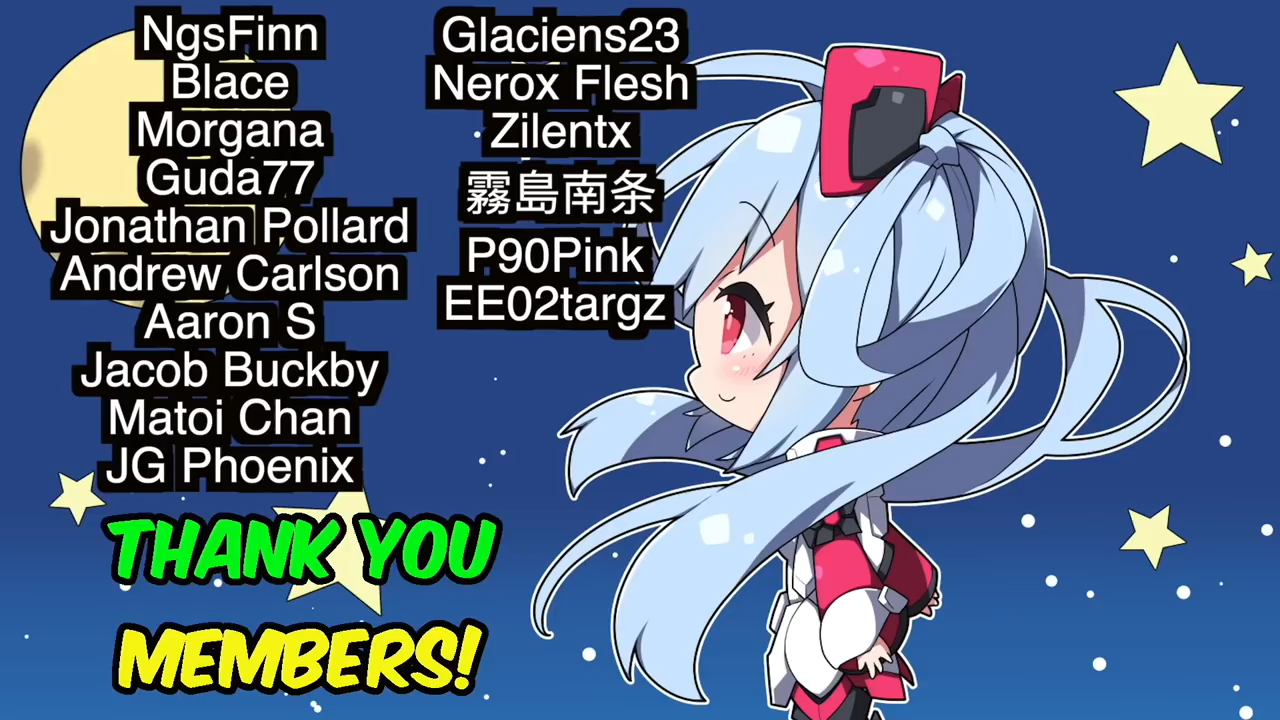 NgsFinn
Blace
Morgana
Guda77
Jonathan Pollard
Andrew Carlson
Aaron S
Jacob Buckby
Matoi Chan
JG Phoenix
Glaciens23
Nerox Flesh
Zilentx
霧島南条
P90Pink
EE02targz
THANK YOU
MEMBERS!